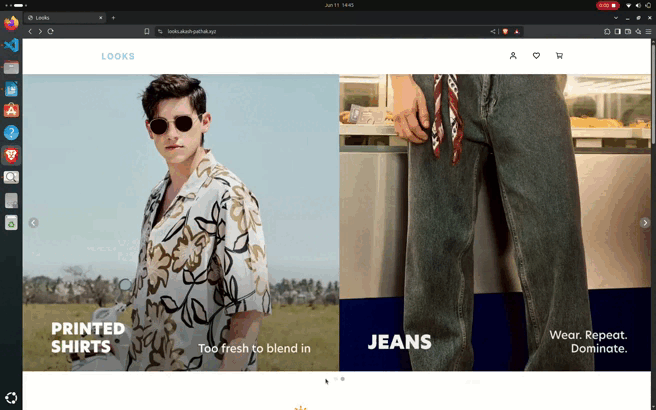 Jun 11 14:45
Looks
looks.akash-pathak.xyz
LOOKS
PRINTED
SHIRTS
Too fresh to blend in
JEANS
Wear. Repeat.
Dominate.